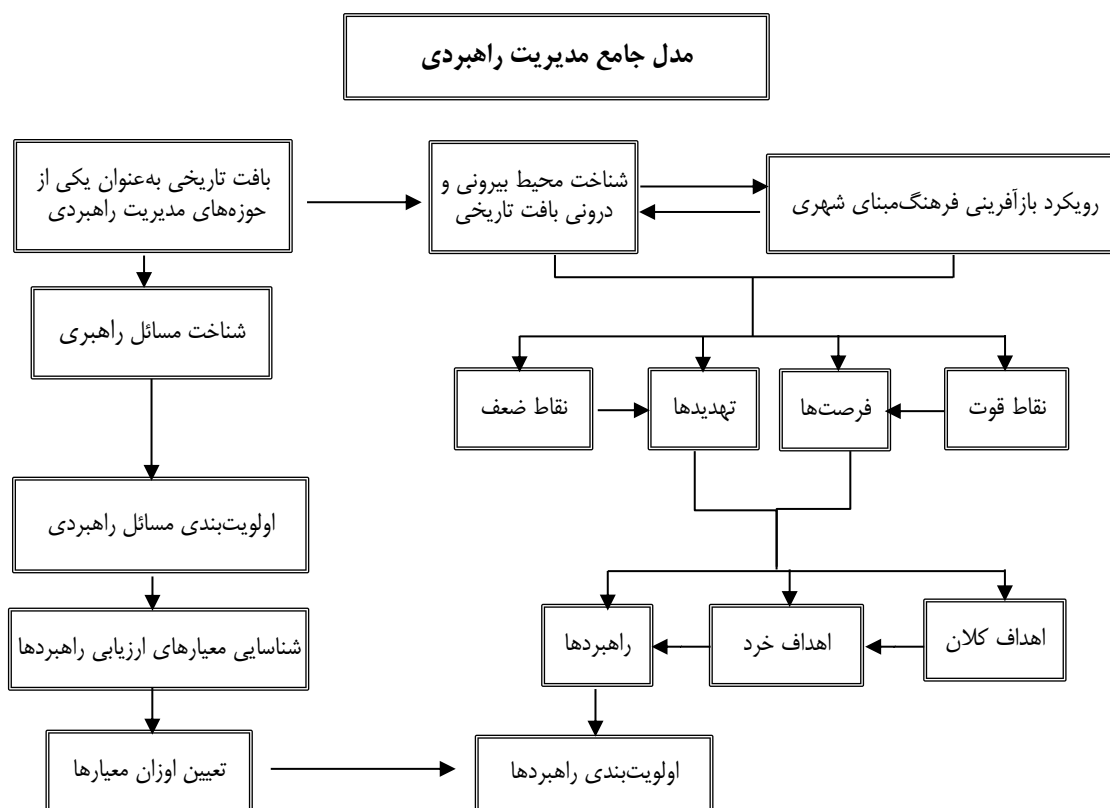 مدل جامع مدیریت راهبردی
رویکرد بازآفرینی فرهنگ‌مبنای شهری
شناخت محیط بیرونی و
درونی بافت تاریخی
بافت تاریخی به‌عنوان یکی از
حوزه‌های مدیریت راهبردی
شناخت مسائل راهبری
نقاط قوت
فرصت‌ها
تهدیدها
نقاط ضعف
اولویت‌بندی مسائل راهبردی
اهداف کلان
اهداف خرد
راهبردها
شناسایی معیارهای ارزیابی راهبردها
اولویت‌بندی راهبردها
تعیین اوزان معیارها